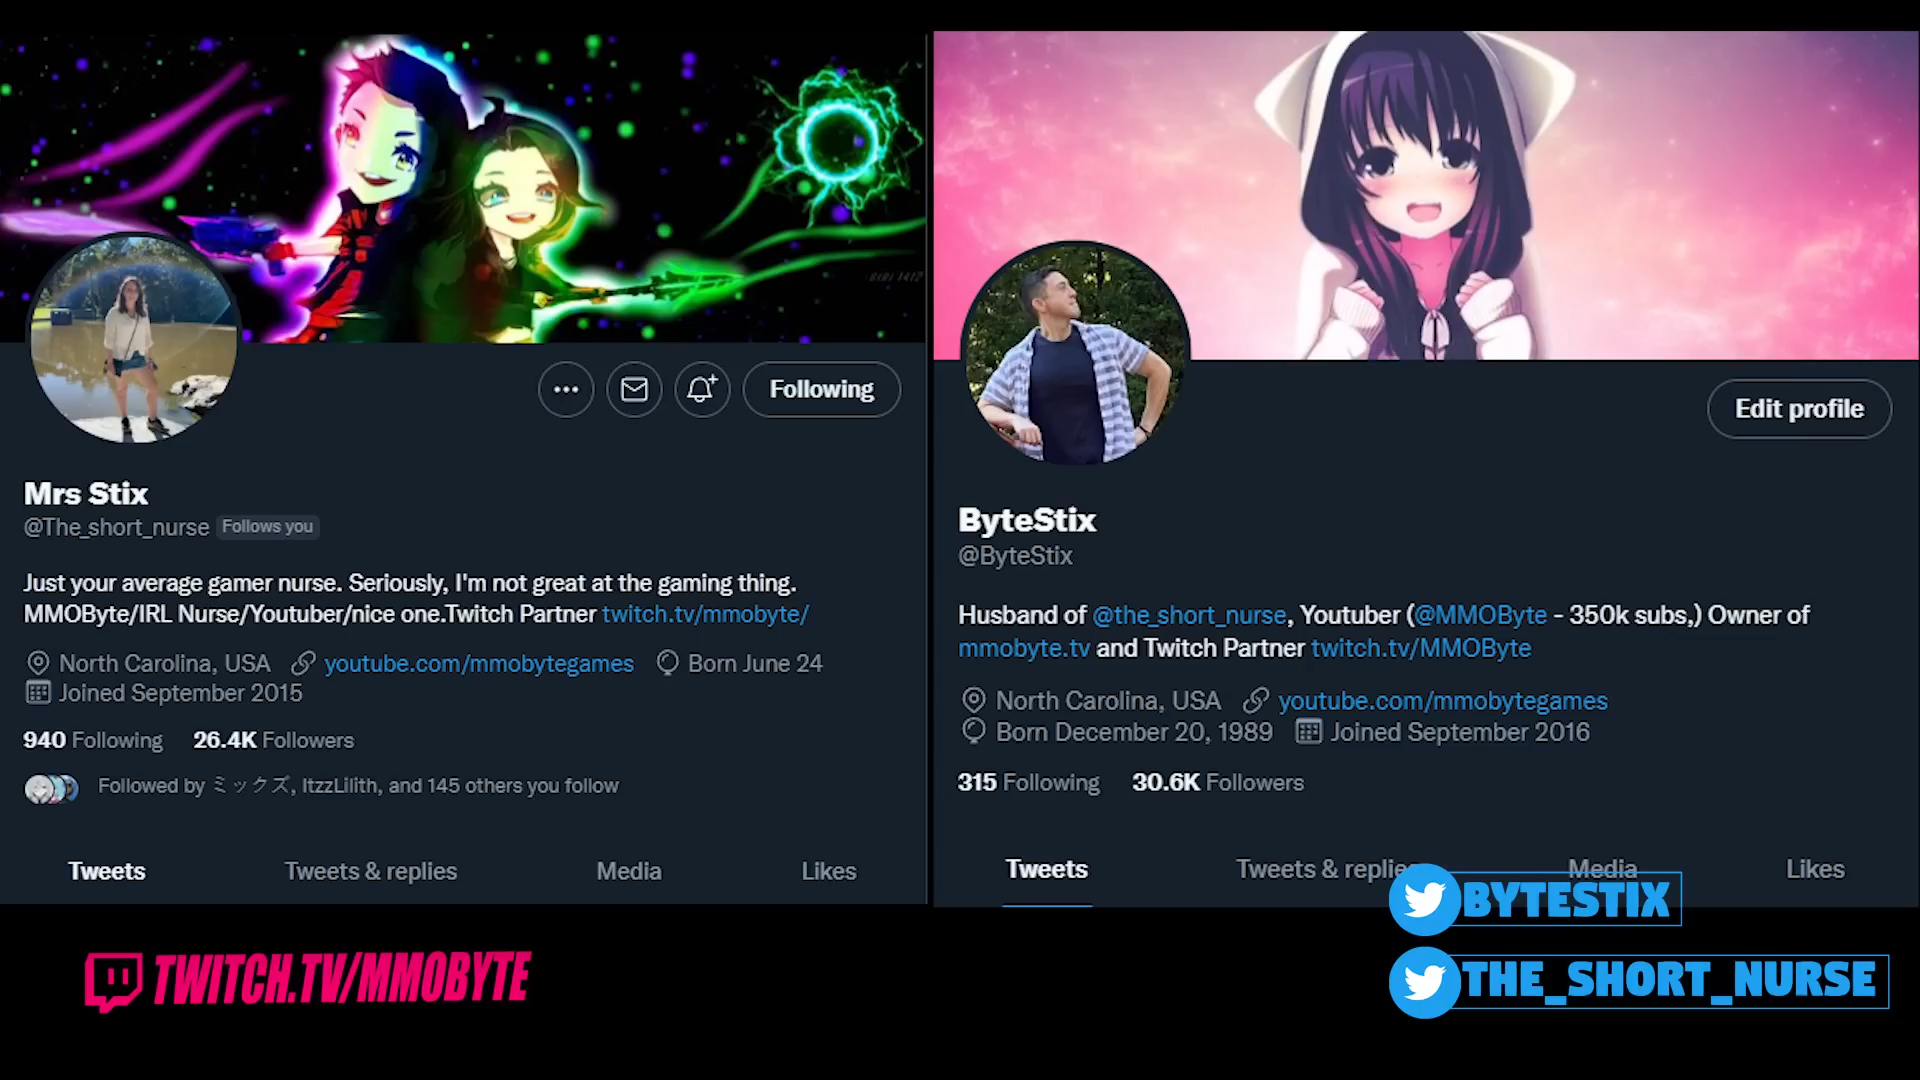 Following
Mrs Stix
@The_short_nurse Follows you
Just your average gamer nurse. Seriously, I'm not great at the gaming thing.
MMOByte/IRL Nurse/Youtuber/nice one.Twitch Partner twitch.tv/mmobyte/
North Carolina, USA youtube.com/mmobytegames Born June 24
Joined September 2015
940 Following 26.4K Followers
Followed by ミックズ, ItzzLilith, and 145 others you follow
Tweets Tweets & replies Media Likes
Edit profile
ByteStix
@ByteStix
Husband of @the_short_nurse, Youtuber (@MMOByte - 350k subs,) Owner of
mmobyte.tv and Twitch Partner twitch.tv/MMOByte
North Carolina, USA youtube.com/mmobytegames
Born December 20, 1989 Joined September 2016
315 Following 30.6K Followers
Tweets Tweets & replies Media Likes
BYTESTIX
TWITCH.TV/MMOBYTE
THE_SHORT_NURSE